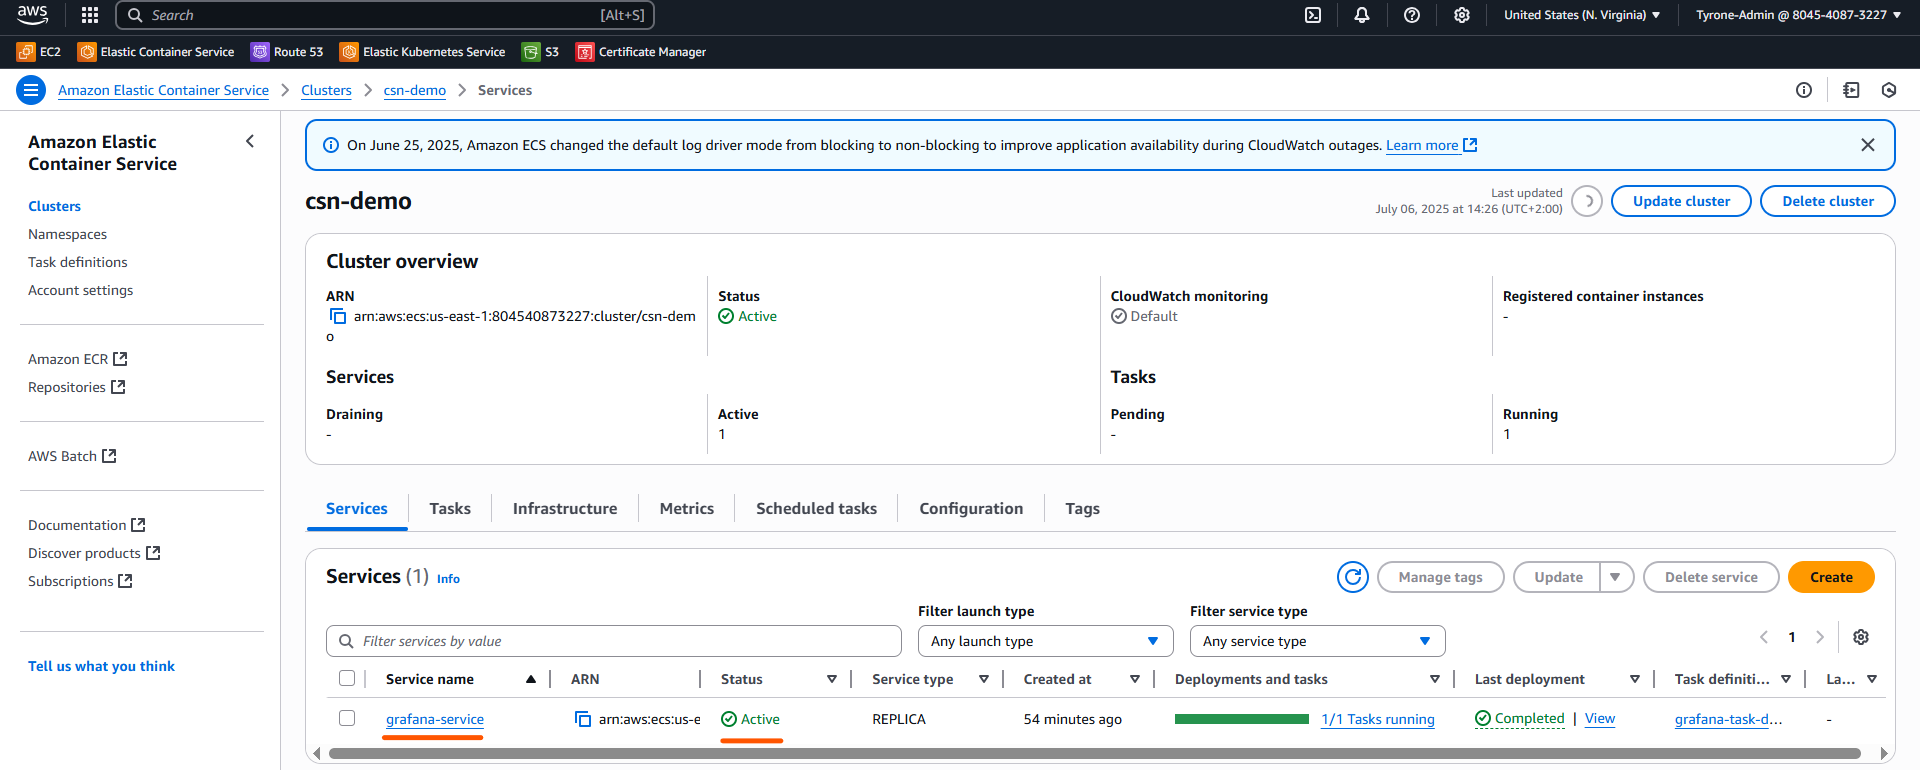 aws
Search [Alt+S]
United States (N. Virginia)
Tyrone-Admin @ 8045-4087-3227
EC2 Elastic Container Service Route 53 Elastic Kubernetes Service S3 Certificate Manager
Amazon Elastic Container Service > Clusters > csn-demo > Services
Amazon Elastic
Container Service
Clusters
Namespaces
Task definitions
Account settings
Amazon ECR
Repositories
AWS Batch
Documentation
Discover products
Subscriptions
Tell us what you think
On June 25, 2025, Amazon ECS changed the default log driver mode from blocking to non-blocking to improve application availability during CloudWatch outages. Learn more
csn-demo
Last updated
July 06, 2025 at 14:26 (UTC+2:00)
Update cluster
Delete cluster
Cluster overview
ARN
arn:aws:ecs:us-east-1:804540873227:cluster/csn-dem
o
Status
Active
CloudWatch monitoring
Default
Registered container instances
-
Services
Draining
-
Active
1
Tasks
Pending
-
Running
1
Services Tasks Infrastructure Metrics Scheduled tasks Configuration Tags
Services (1) Info
Manage tags Update Delete service Create
Filter services by value
Filter launch type
Any launch type
Filter service type
Any service type
1
Service name ARN Status Service type Created at Deployments and tasks Last deployment Task definiti... La...
grafana-service arn:aws:ecs:us-e Active REPLICA 54 minutes ago 1/1 Tasks running Completed | View grafana-task-d... -